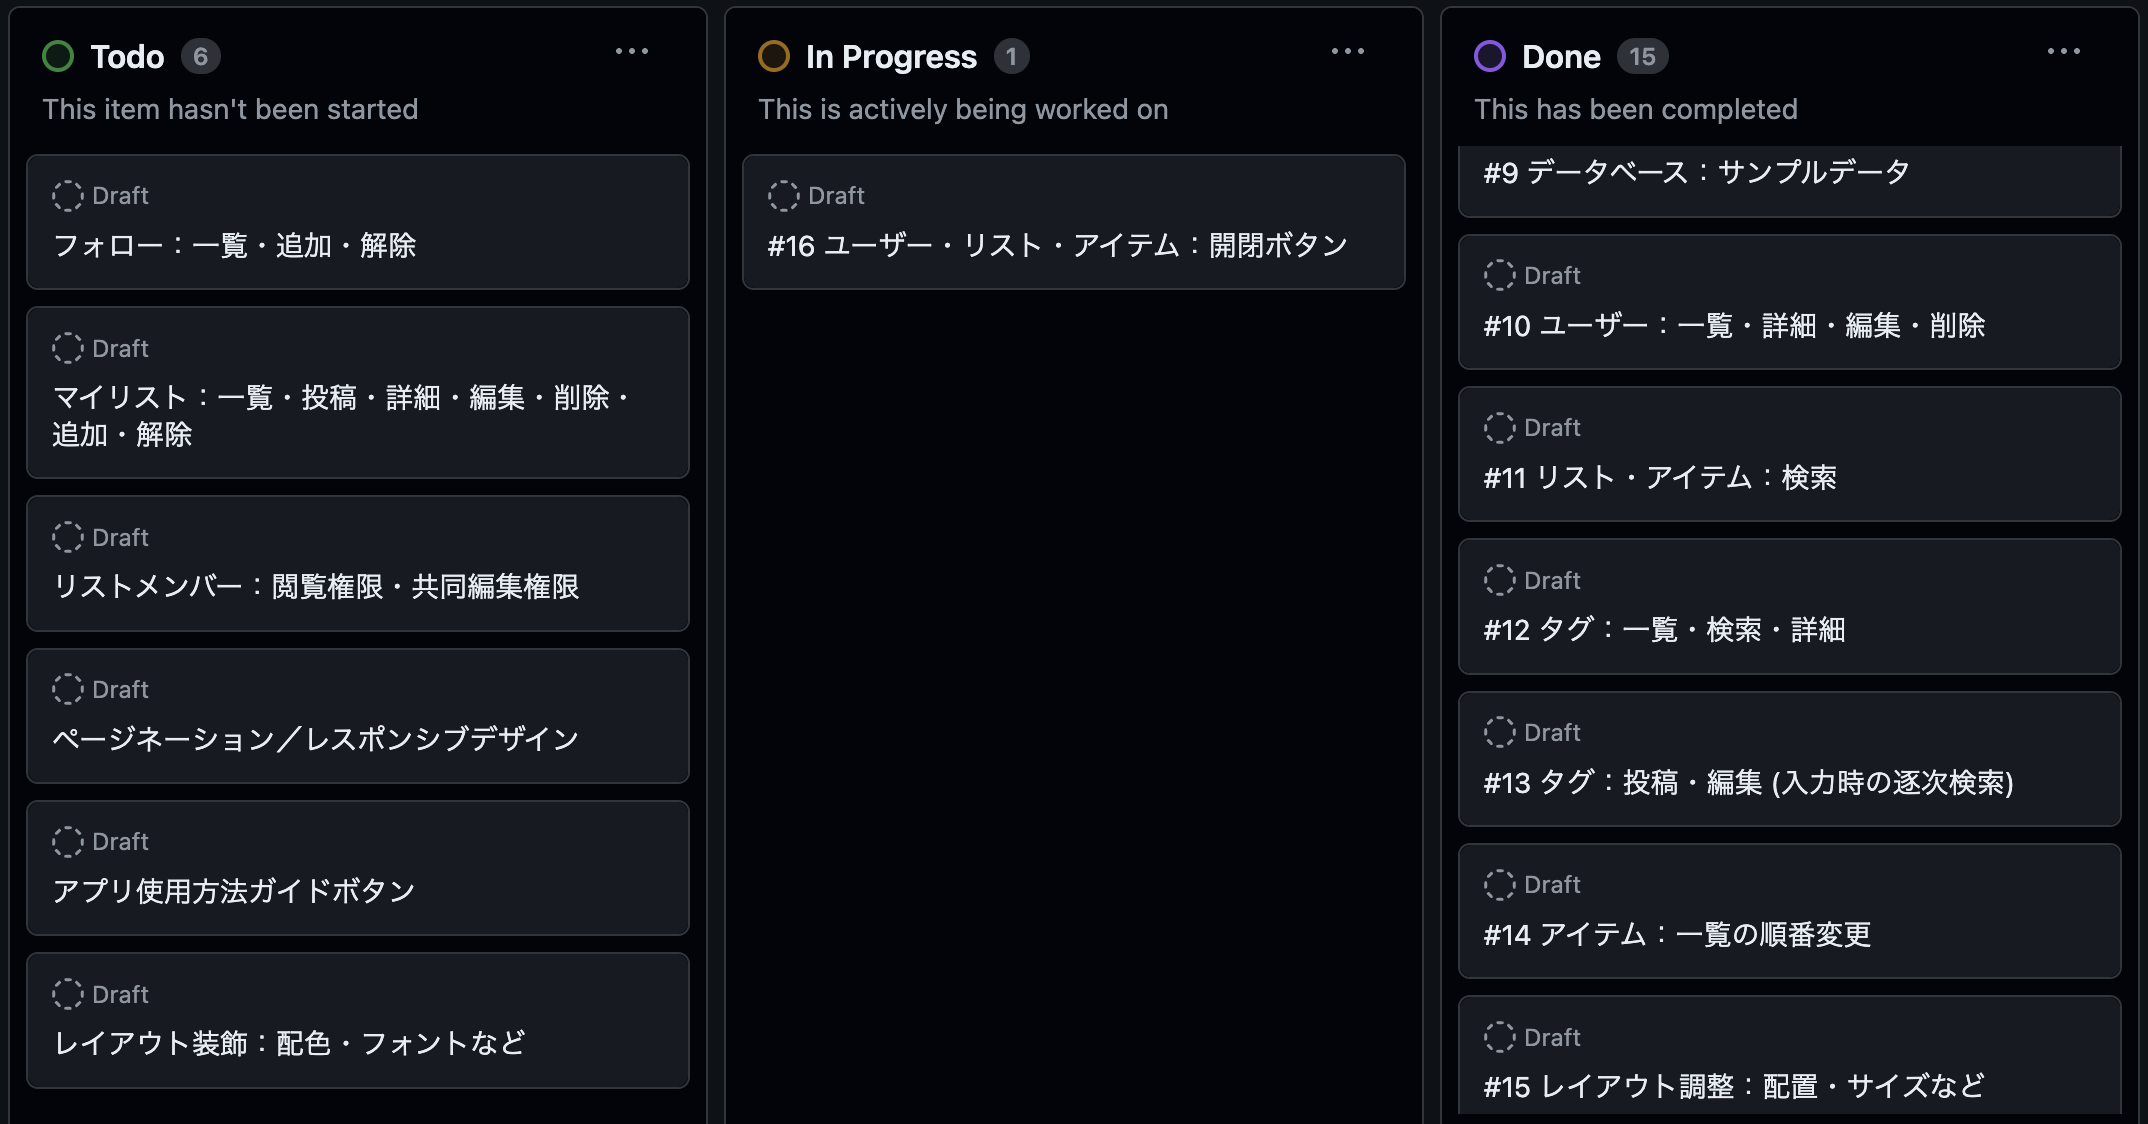 Todo 6
This item hasn't been started
Draft
フォロー：一覧・追加・解除
Draft
マイリスト：一覧・投稿・詳細・編集・削除・
追加・解除
Draft
リストメンバー：閲覧権限・共同編集権限
Draft
ページネーション／レスポンシブデザイン
Draft
アプリ使用方法ガイドボタン
Draft
レイアウト装飾：配色・フォントなど
In Progress 1
This is actively being worked on
Draft
#16 ユーザー・リスト・アイテム：開閉ボタン
Done 15
This has been completed
#9 データベース：サンプルデータ
Draft
#10 ユーザー：一覧・詳細・編集・削除
Draft
#11 リスト・アイテム：検索
Draft
#12 タグ：一覧・検索・詳細
Draft
#13 タグ：投稿・編集 (入力時の逐次検索)
Draft
#14 アイテム：一覧の順番変更
Draft
#15 レイアウト調整：配置・サイズなど